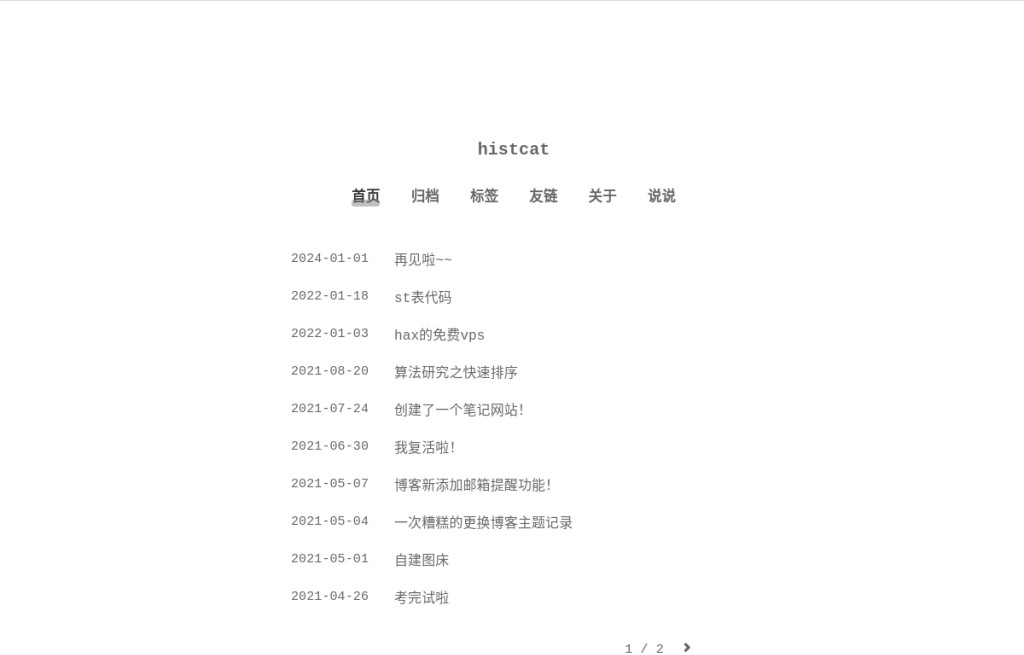 histcat
首页 归档 标签 友链 关于 说说
2024-01-01 再见啦~~
2022-01-18 st表代码
2022-01-03 hax的免费vps
2021-08-20 算法研究之快速排序
2021-07-24 创建了一个笔记网站!
2021-06-30 我复活啦!
2021-05-07 博客新添加邮箱提醒功能!
2021-05-04 一次糟糕的更换博客主题记录
2021-05-01 自建图床
2021-04-26 考完试啦
1 / 2